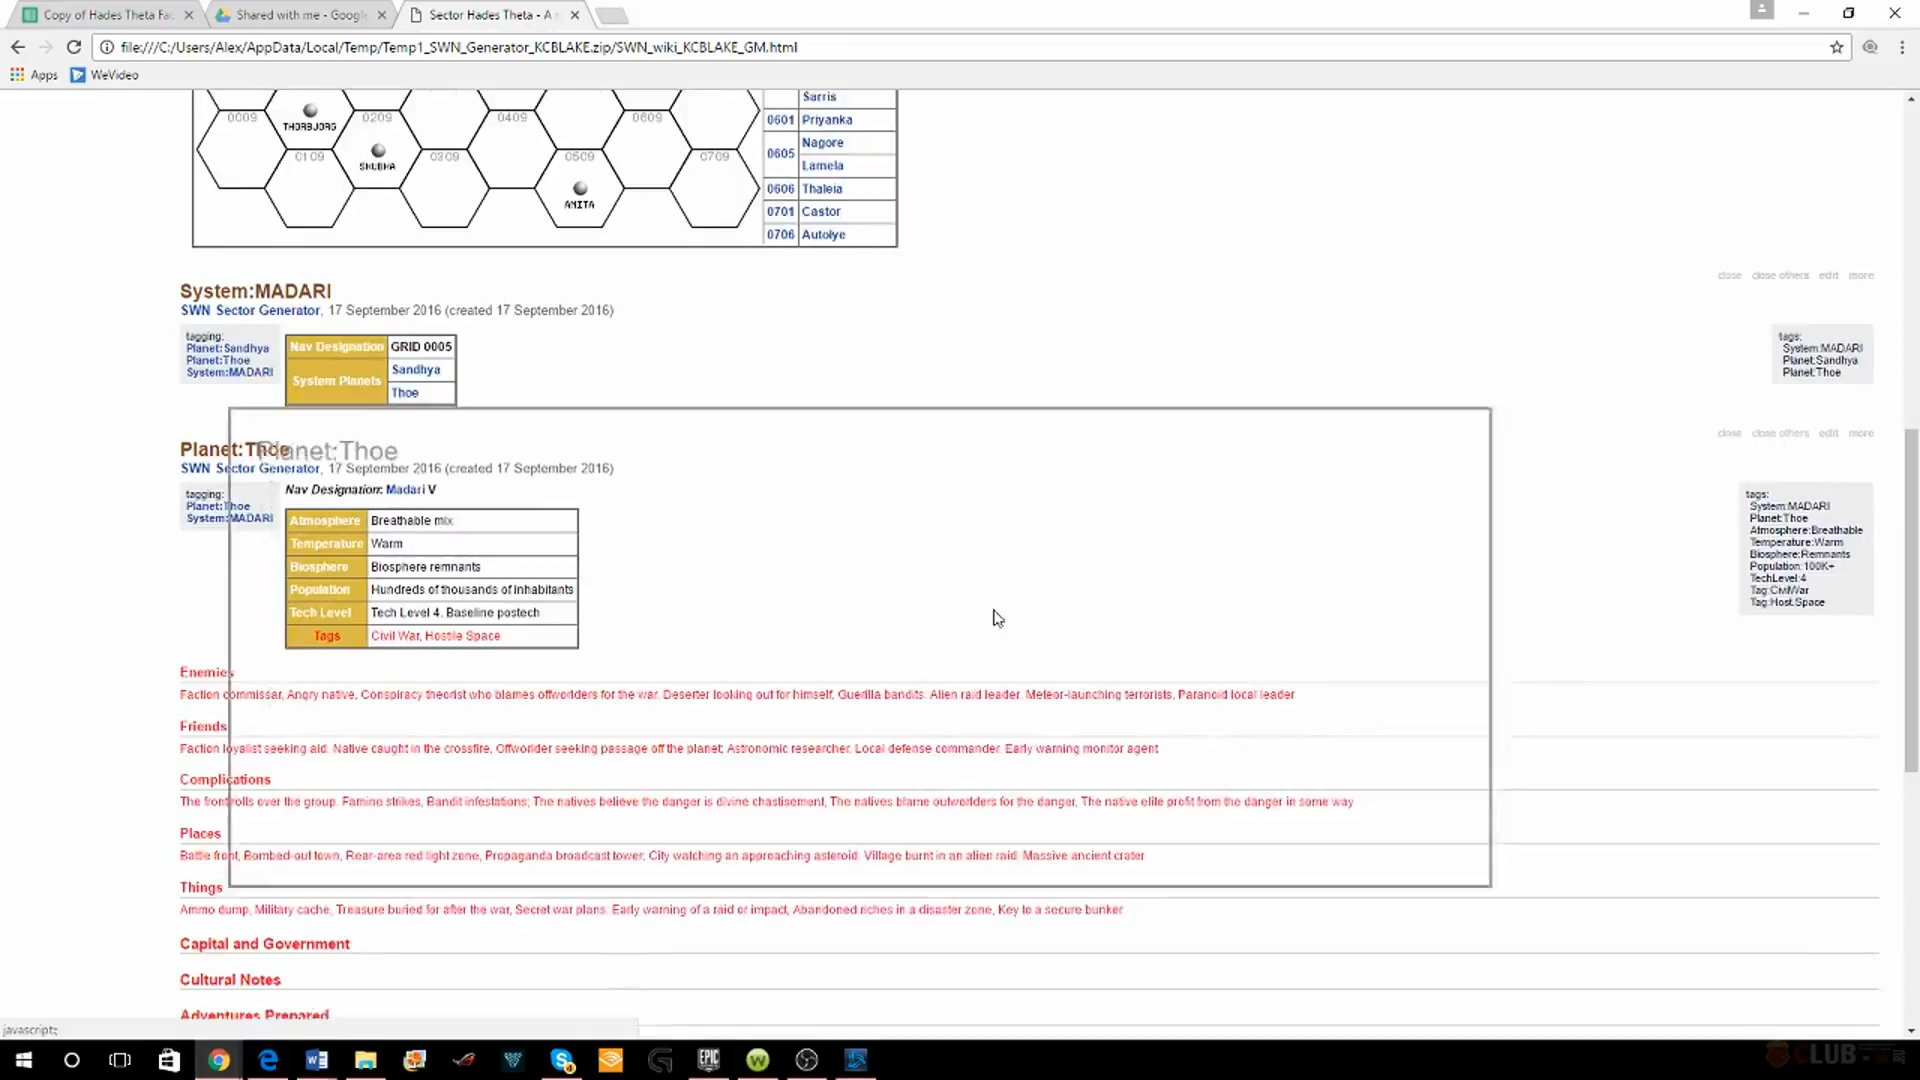 Copy of Hades Theta Fac
Shared with me - Google
Sector Hades Theta - A
file:///C:/Users/Alex/AppData/Local/Temp/Temp1_SWN_Generator_KCBLAKE.zip/SWN_wiki_KCBLAKE_GM.html
Apps
WeVideo
0009
THORBJORG
0209
0409
0609
0109
SHUBHA
0309
0509
0709
ANITA
Sarris
0601 Priyanka
0605 Nagore
Lamela
0606 Thaleia
0701 Castor
0706 Autolye
close close others edit more
System:MADARI
SWN Sector Generator, 17 September 2016 (created 17 September 2016)
tagging:
Planet:Sandhya
Planet:Thoe
System:MADARI
Nav Designation GRID 0005
System Planets Sandhya
Thoe
tags:
System:MADARI
Planet:Sandhya
Planet:Thoe
close close others edit more
Planet:Thoe
Planet:Thoe
SWN Sector Generator, 17 September 2016 (created 17 September 2016)
tagging:
Planet:Thoe
System:MADARI
Nav Designation: Madari V
Atmosphere Breathable mix
Temperature Warm
Biosphere Biosphere remnants
Population Hundreds of thousands of inhabitants
Tech Level Tech Level 4, Baseline postech
Tags Civil War, Hostile Space
tags:
System:MADARI
Planet:Thoe
Atmosphere:Breathable
Temperature:Warm
Biosphere:Remnants
Population:100K+
TechLevel:4
Tag:CivilWar
Tag:Host.Space
Enemies
Faction commissar, Angry native, Conspiracy theorist who blames offworlders for the war, Deserter looking out for himself, Guerilla bandits; Alien raid leader, Meteor-launching terrorists, Paranoid local leader
Friends
Faction loyalist seeking aid, Native caught in the crossfire, Offworlder seeking passage off the planet; Astronomic researcher, Local defense commander, Early warning monitor agent
Complications
The front rolls over the group, Famine strikes, Bandit infestations; The natives believe the danger is divine chastisement, The natives blame outworlders for the danger, The native elite profit from the danger in some way
Places
Battle front, Bombed-out town, Rear-area red light zone, Propaganda broadcast tower; City watching an approaching asteroid, Village burnt in an alien raid, Massive ancient crater
Things
Ammo dump, Military cache, Treasure buried for after the war, Secret war plans; Early warning of a raid or impact, Abandoned riches in a disaster zone, Key to a secure bunker
Capital and Government
Cultural Notes
Adventures Prepared
javascript:;
EPIC